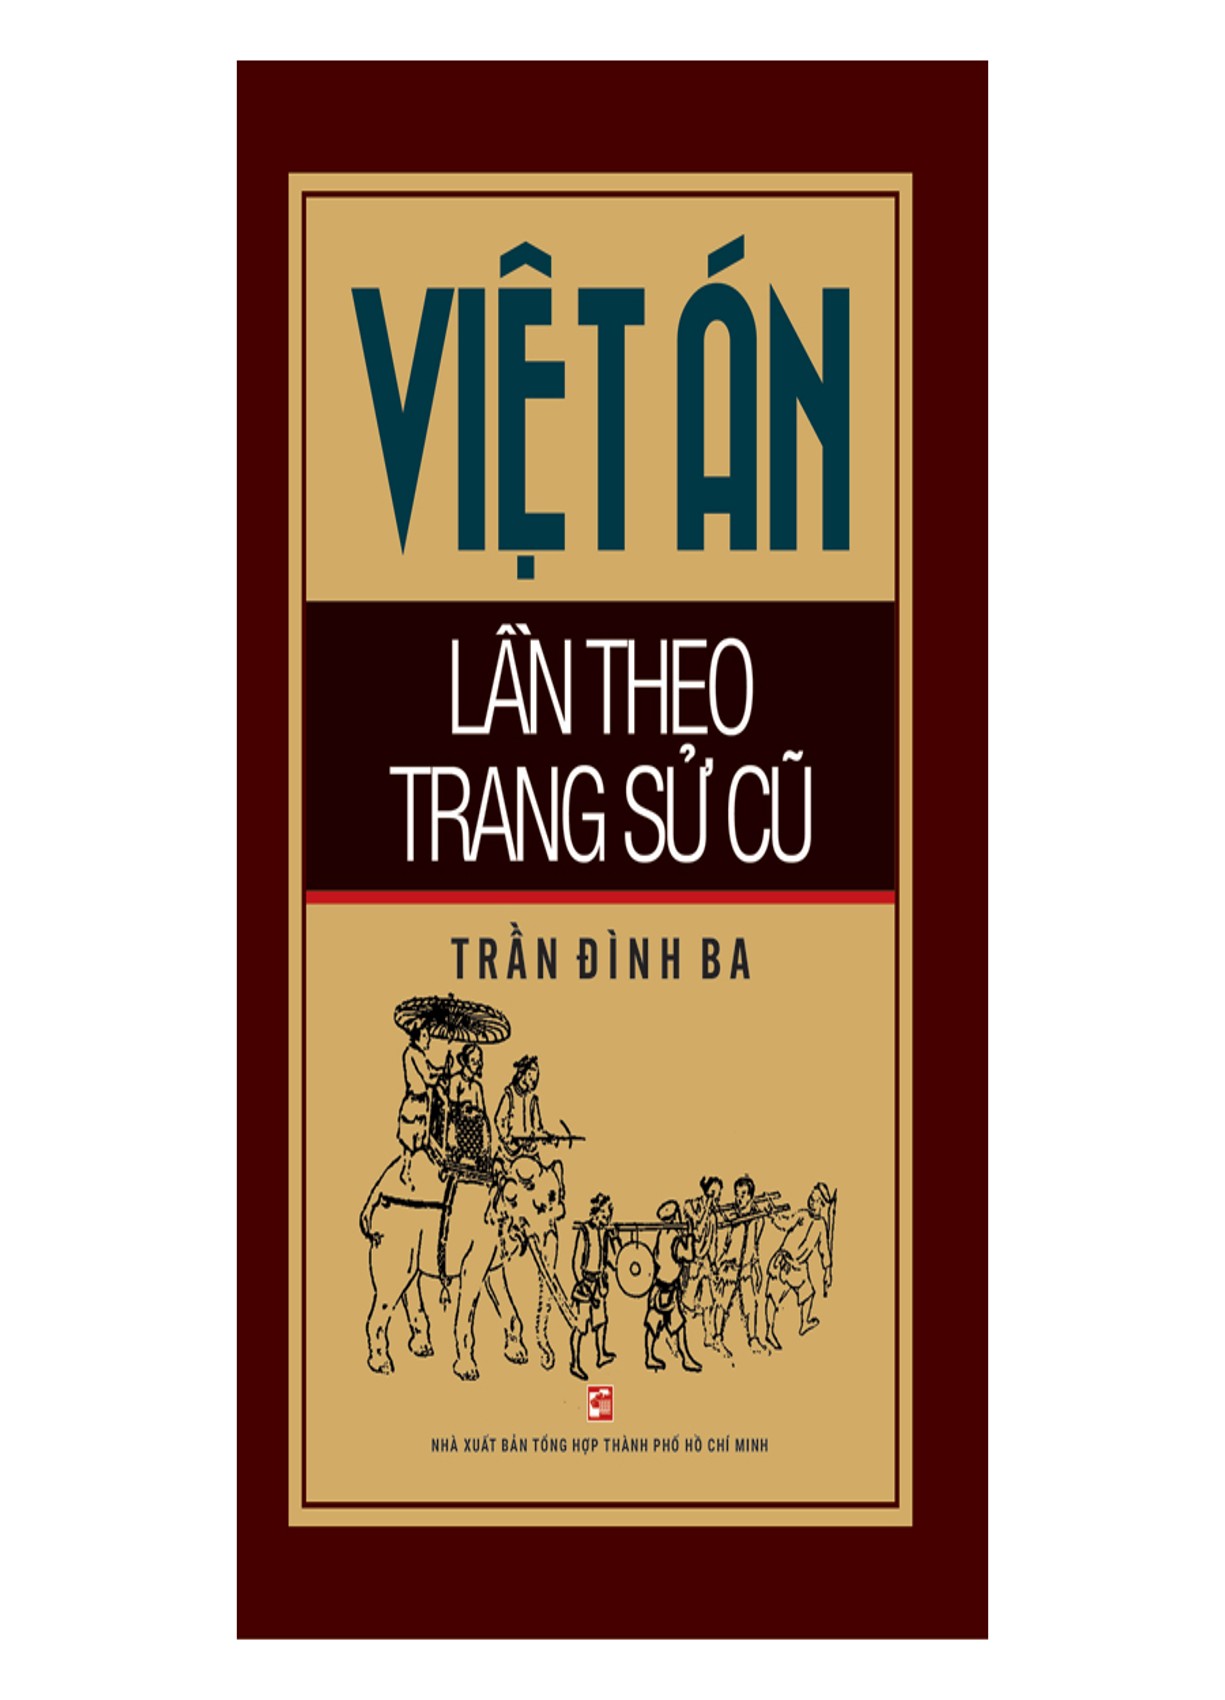 VIỆT ÁN
LẦN THEO
TRANG SỬ CŨ
TRẦN ĐÌNH BA
NHÀ XUẤT BẢN TỔNG HỢP THÀNH PHỐ HỒ CHÍ MINH